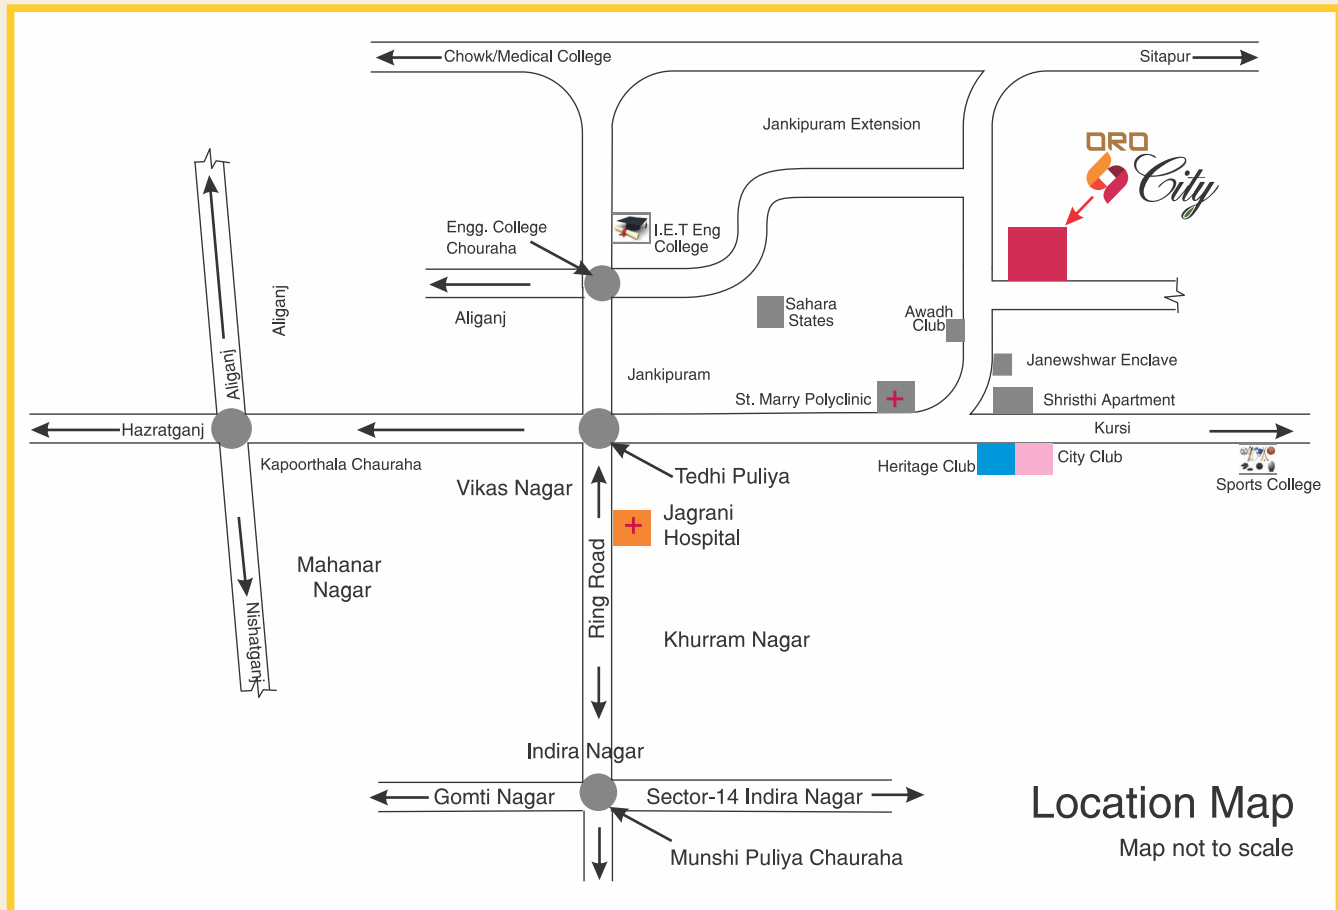 Chowk/Medical College
Sitapur
Jankipuram Extension
ORO
City
Engg. College
Chouraha
I.E.T Eng
College
Aliganj
Aliganj
Aliganj
Sahara
States
Awadh
Club
Janewshwar Enclave
Jankipuram
St. Marry Polyclinic
Shristhi Apartment
Hazratganj
Kursi
Kapoorthala Chauraha
Heritage Club
City Club
Sports College
Vikas Nagar
Tedhi Puliya
Jagrani
Hospital
Mahanar
Nagar
Ring Road
Nishatganj
Khurram Nagar
Indira Nagar
Gomti Nagar
Sector-14 Indira Nagar
Munshi Puliya Chauraha
Location Map
Map not to scale